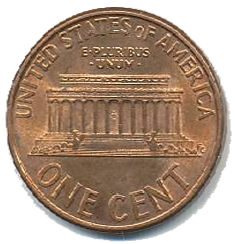 UNITED STATES OF AMERICA
E·PLURIBUS
·UNUM·
ONE CENT